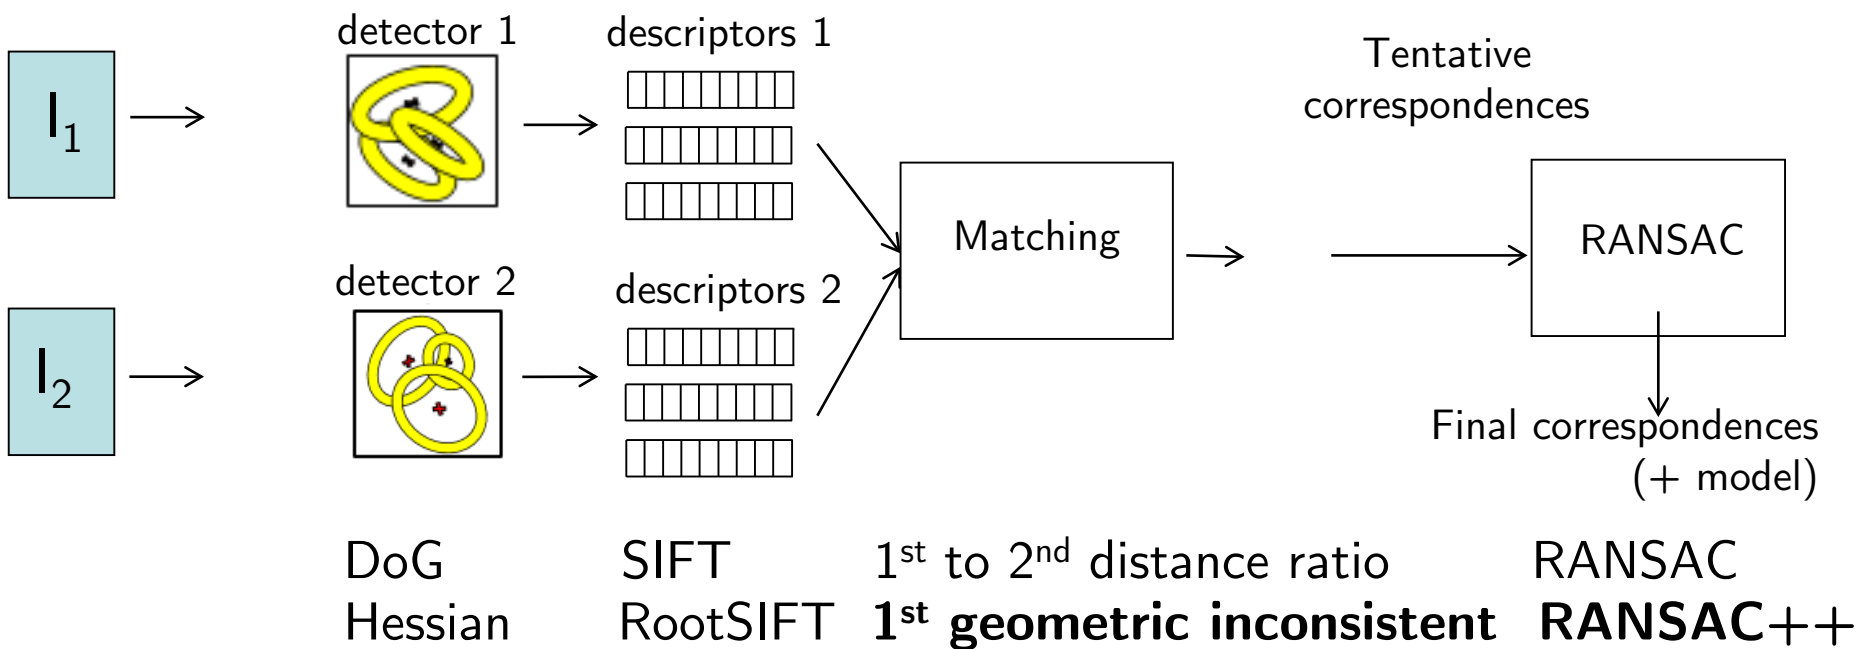 detector 1
descriptors 1
I1
Tentative
correspondences
Matching
RANSAC
detector 2
descriptors 2
I2
Final correspondences
(+ model)
DoG SIFT 1st to 2nd distance ratio RANSAC
Hessian RootSIFT 1st geometric inconsistent RANSAC++